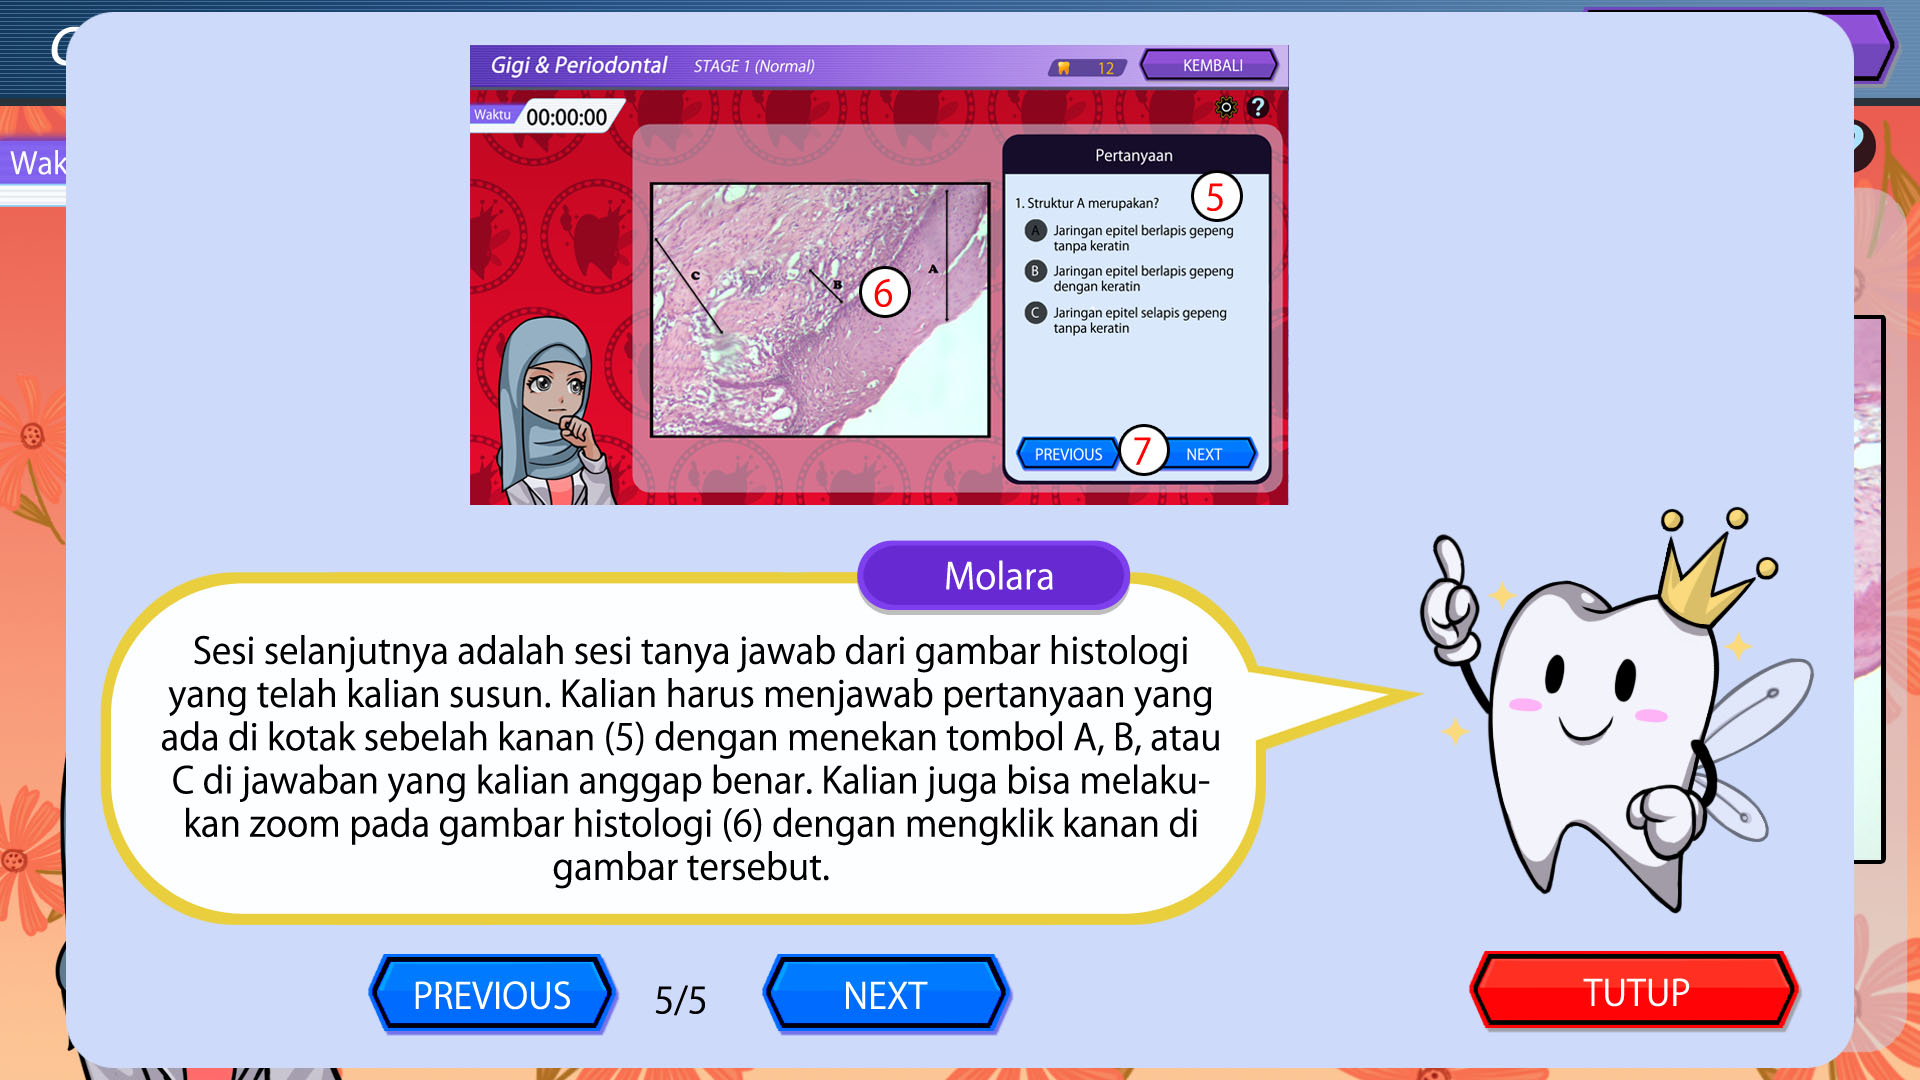 Gigi & Periodontal STAGE 1 (Normal) 12 KEMBALI
Waktu 00:00:00 ?
Pertanyaan
5
1. Struktur A merupakan?
A Jaringan epitel berlapis gepeng
tanpa keratin
B Jaringan epitel berlapis gepeng
dengan keratin
C Jaringan epitel selapis gepeng
tanpa keratin
A
B
C
6
PREVIOUS 7 NEXT
Wak
Molara
Sesi selanjutnya adalah sesi tanya jawab dari gambar histologi
yang telah kalian susun. Kalian harus menjawab pertanyaan yang
ada di kotak sebelah kanan (5) dengan menekan tombol A, B, atau
C di jawaban yang kalian anggap benar. Kalian juga bisa melaku-
kan zoom pada gambar histologi (6) dengan mengklik kanan di
gambar tersebut.
PREVIOUS 5/5 NEXT TUTUP